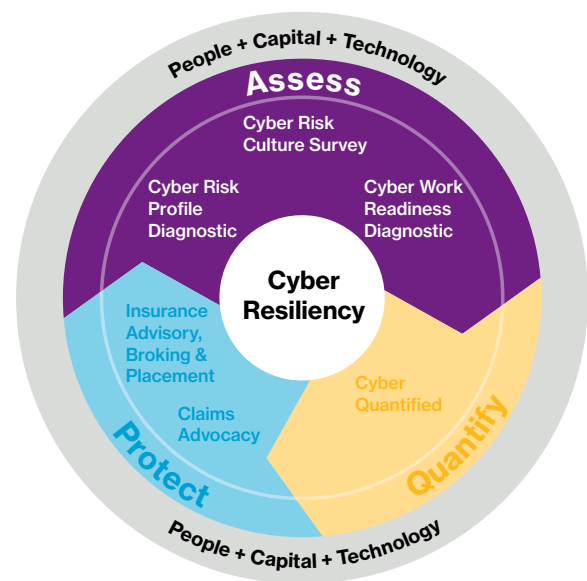 People + Capital + Technology
Assess
Cyber Risk
Culture Survey
Cyber Risk
Profile
Diagnostic
Cyber Work
Readiness
Diagnostic
Cyber
Resiliency
Insurance
Advisory,
Broking &
Placement
Claims
Advocacy
Protect
Cyber
Quantified
Quantify
People + Capital + Technology